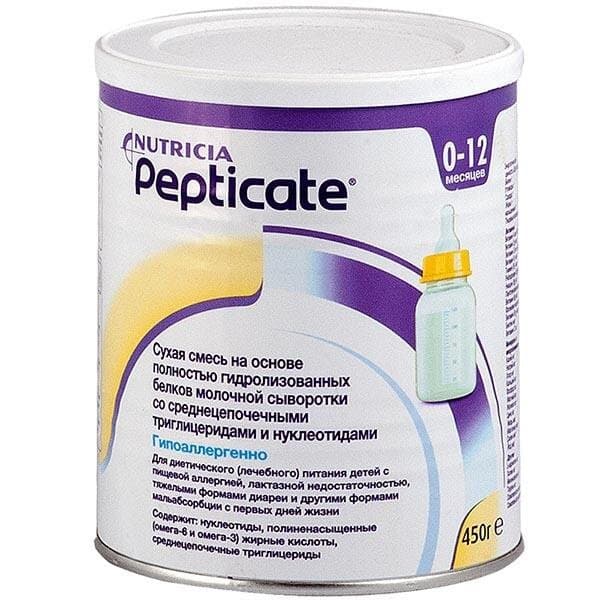 NUTRICIA
Pepticate®
0-12
месяцев
Сухая смесь на основе
полностью гидролизованных
белков молочной сыворотки
со среднецепочечными
триглицеридами и нуклеотидами
Гипоаллергенно
Для диетического (лечебного) питания детей с
пищевой аллергией, лактазной недостаточностью,
тяжелыми формами диареи и другими формами
мальабсорбции с первых дней жизни
Содержит: нуклеотиды, полиненасыщенные
(омега-6 и омега-3) жирные кислоты,
среднецепочечные триглицериды
450г e